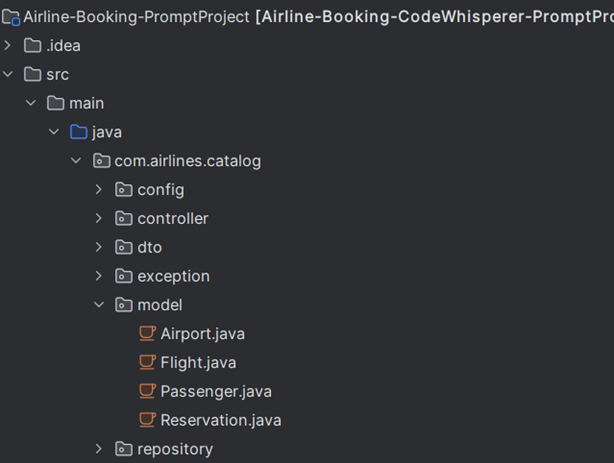 Airline-Booking-PromptProject [Airline-Booking-CodeWhisperer-PromptPro
.idea
src
main
java
com.airlines.catalog
config
controller
dto
exception
model
Airport.java
Flight.java
Passenger.java
Reservation.java
repository